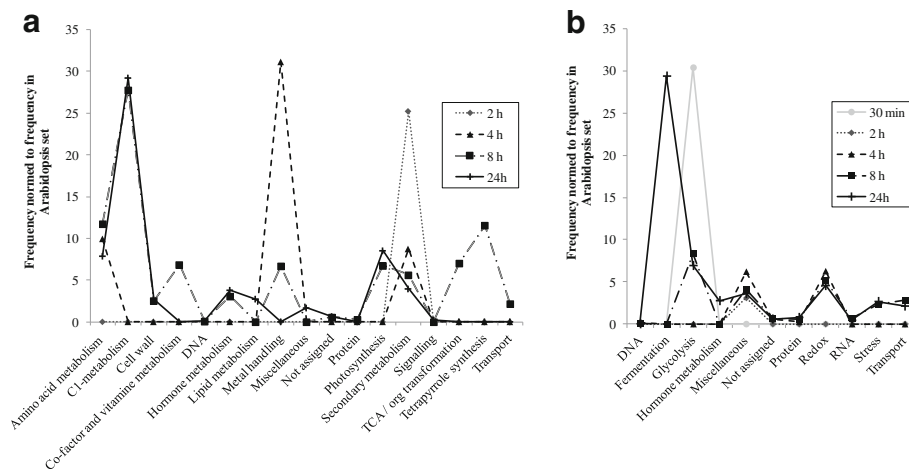 a
Frequency normed to frequency in
Arabidopsis set
35
30
25
20
15
10
5
0
2 h
4 h
8 h
24h
Amino acid metabolism
C1-metabolism
Cell wall
Co-factor and vitamine metabolism
DNA
Hormone metabolism
Lipid metabolism
Metal handling
Miscellaneous
Not assigned
Protein
Photosynthesis
Secondary metabolism
Signalling
TCA / org transfomation
Tetrapyrrole synthesis
Transport
b
Frequency normed to frequency in
Arabidopsis set
35
30
25
20
15
10
5
0
30 min
2 h
4 h
8 h
24h
DNA
Fermentation
Glycolysis
Hormone metabolism
Miscellaneous
Not assigned
Protein
Redox
RNA
Stress
Transport